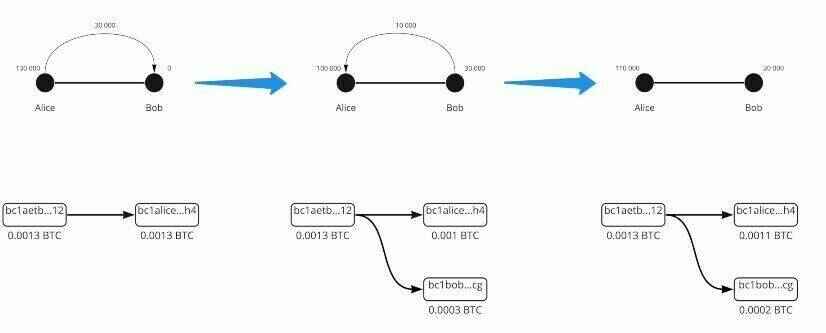 30 000
10 000
130 000
0
100 000
30 000
110 000
20 000
Alice
Bob
Alice
Bob
Alice
Bob
bc1aetb...12
bc1alice...h4
bc1aetb...12
bc1alice...h4
bc1aetb...12
bc1alice...h4
0.0013 BTC
0.0013 BTC
0.0013 BTC
0.001 BTC
0.0013 BTC
0.0011 BTC
bc1bob...cg
bc1bob...cg
0.0003 BTC
0.0002 BTC